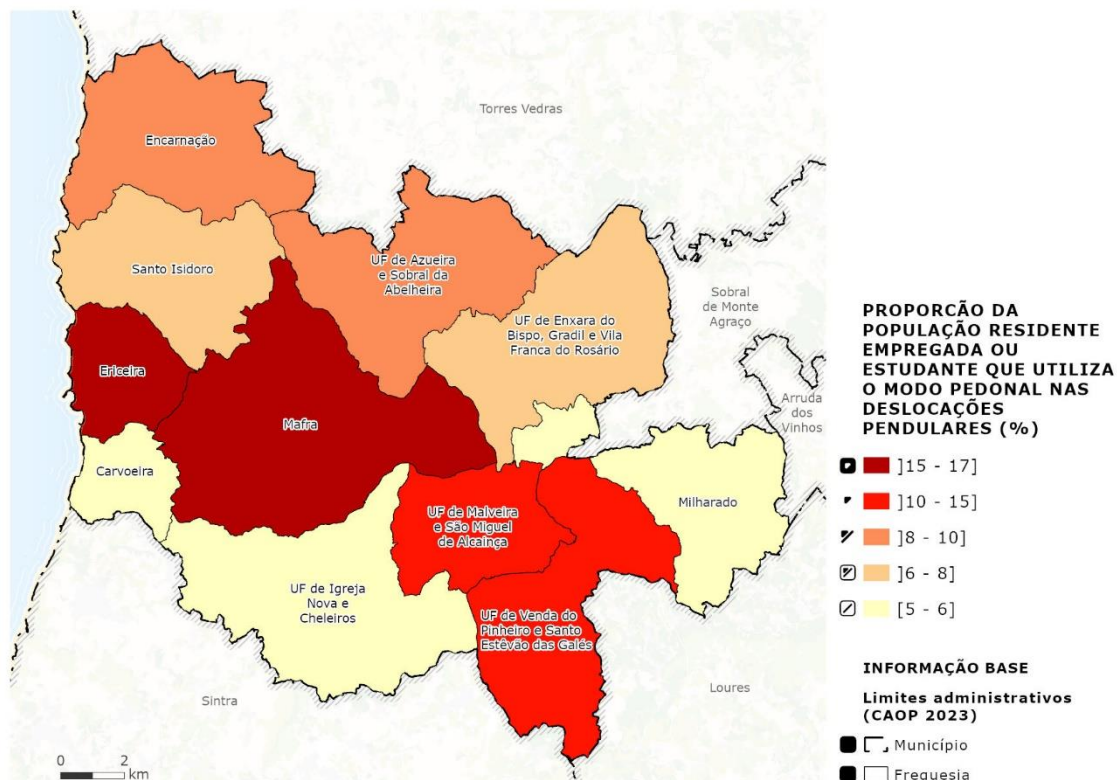 Torres Vedras
Encarnação
Santo Isidoro
UF de Azueira
e Sobral da
Abelheira
Sobral
de Monte
Agraço
UF de Enxara do
Bispo, Gradil e Vila
Franca do Rosário
Ericeira
Arruda
dos
Vinhos
Mafra
Carvoeira
Milharado
UF de Malveira
e São Miguel
de Alcainça
UF de Igreja
Nova e
Cheleiros
UF de Venda do
Pinheiro e Santo
Estêvão das Galés
Sintra
Loures
0 2
km
PROPORCÃO DA
POPULAÇÃO RESIDENTE
EMPREGADA OU
ESTUDANTE QUE UTILIZA
O MODO PEDONAL NAS
DESLOCAÇÕES
PENDULARES (%)
]15 - 17]
]10 - 15]
]8 - 10]
]6 - 8]
[5 - 6]
INFORMAÇÃO BASE
Limites administrativos
(CAOP 2023)
Município
Freguesia